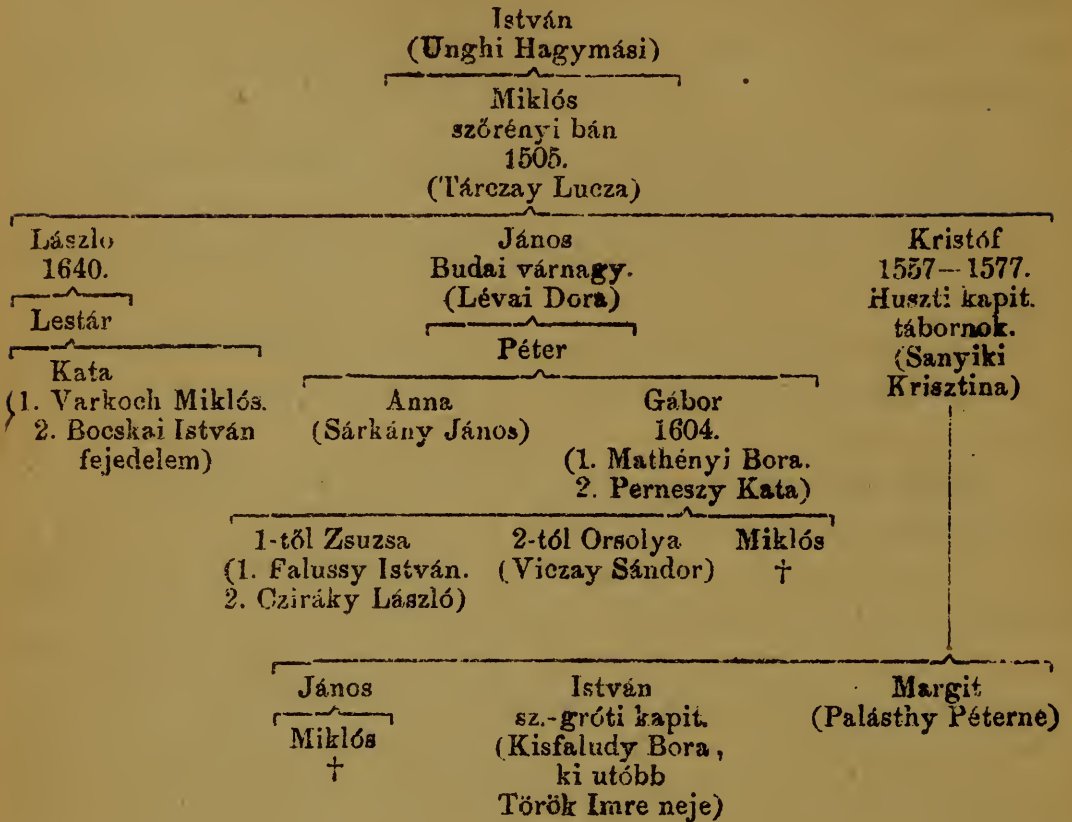 István
(Unghi Hagymási)
Miklós
szőrényi bán
1505.
(Tárczay Lucza)
László
1640.
Lestár
Kata
(1. Varkoch Miklós.
2. Bocskai István
fejedelem)
János
Budai várnagy.
(Lévai Dora)
Péter
Anna
(Sárkány János)
Gábor
1604.
(1. Mathényi Bora.
2. Perneszy Kata)
1-től Zsuzsa
(1. Falussy István.
2. Cziráky László)
2-tól Orsolya
(Viczay Sándor)
Miklós
†
Kristóf
1557—1577.
Huszti kapit.
tábornok.
(Sanyiki
Krisztina)
János
Miklós
†
István
sz.-gróti kapit.
(Kisfaludy Bora,
ki utóbb
Török Imre neje)
Margit
(Palásthy Péterne)